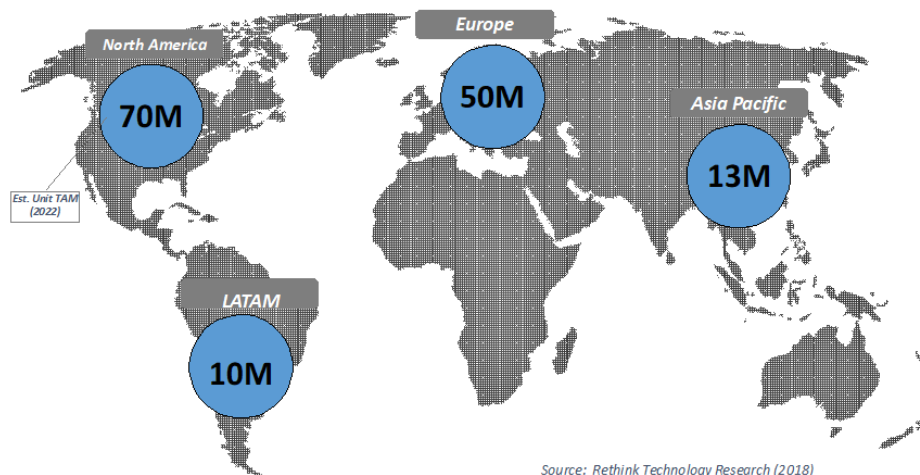 North America
70M
Europe
50M
Asia Pacific
13M
Est. Unit TAM
(2022)
LATAM
10M
Source: Rethink Technology Research (2018)